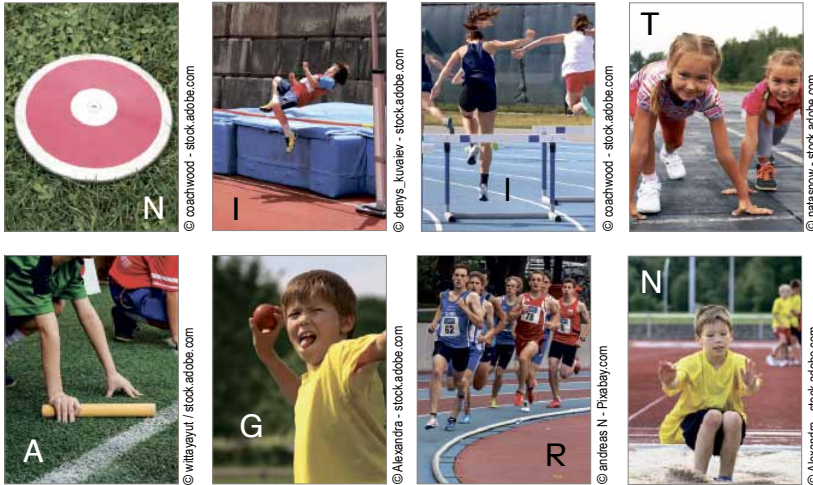 N
© coachwood - stock.adobe.com
I
© denys_kuvaiev - stock.adobe.com
I
© coachwood - stock.adobe.com
T
A
© wittayayut / stock.adobe.com
G
© Alexandra - stock.adobe.com
62
R
© andreas N - Pixabay.com
N